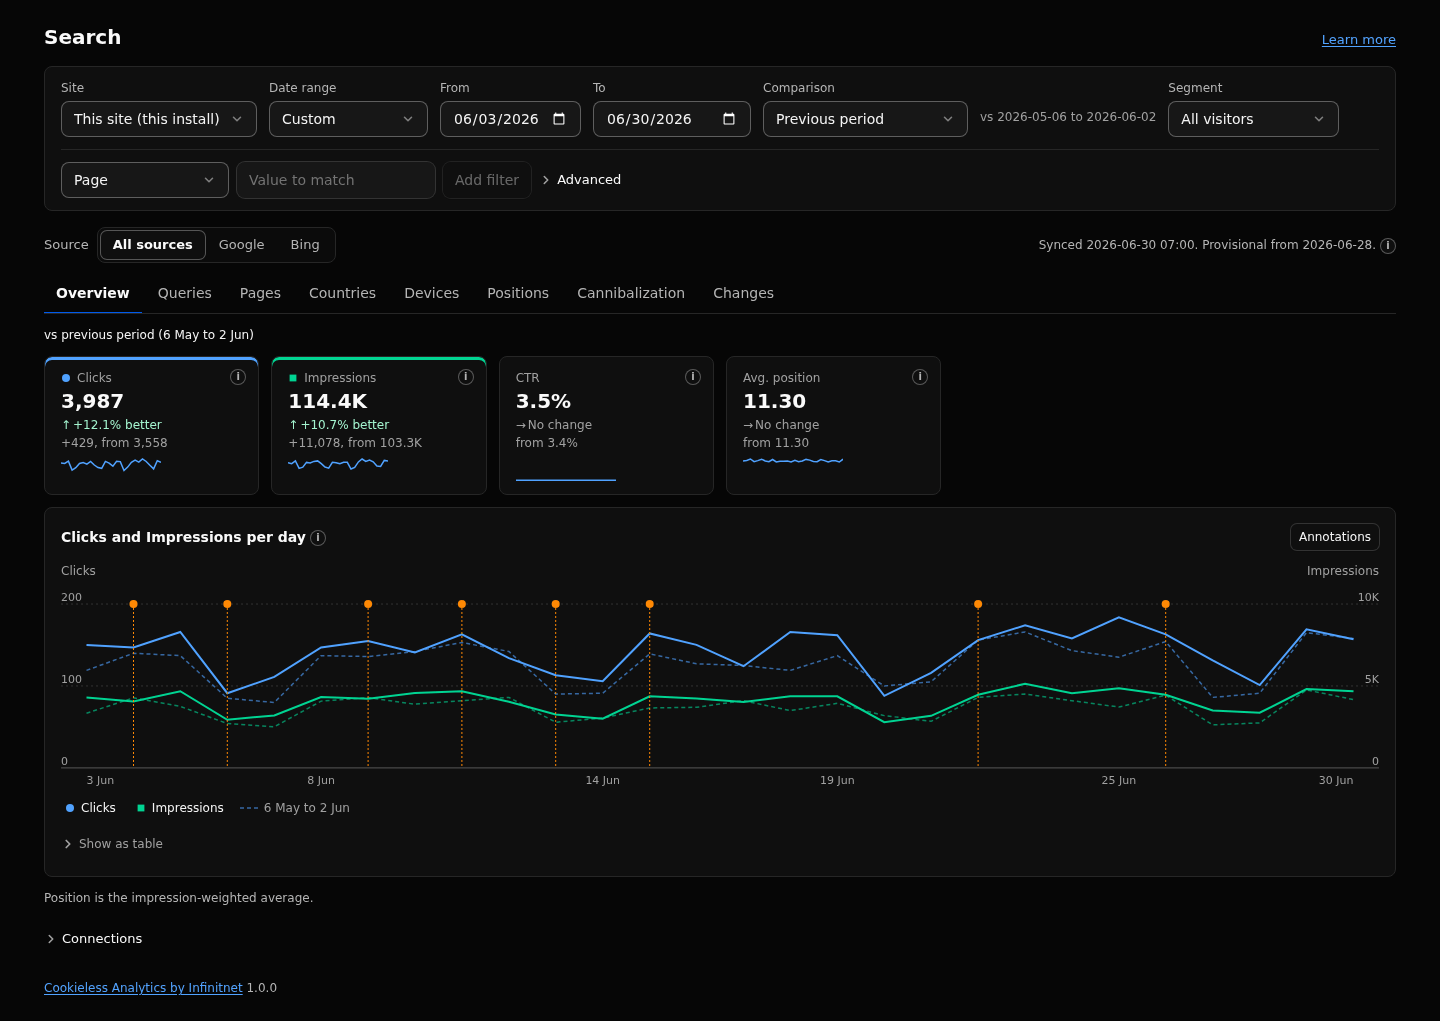 Search
Learn more
Site Date range From To Comparison Segment
This site (this install) Custom 06/03/2026 06/30/2026 Previous period vs 2026-05-06 to 2026-06-02 All visitors
Page Value to match Add filter Advanced
Source All sources Google Bing Synced 2026-06-30 07:00. Provisional from 2026-06-28. i
Overview Queries Pages Countries Devices Positions Cannibalization Changes
vs previous period (6 May to 2 Jun)
Clicks i
3,987
↑ +12.1% better
+429, from 3,558
Impressions i
114.4K
↑ +10.7% better
+11,078, from 103.3K
CTR i
3.5%
→ No change
from 3.4%
Avg. position i
11.30
→ No change
from 11.30
Clicks and Impressions per day i Annotations
Clicks Impressions
200 10K
100 5K
0 0
3 Jun 8 Jun 14 Jun 19 Jun 25 Jun 30 Jun
Clicks Impressions 6 May to 2 Jun
Show as table
Position is the impression-weighted average.
Connections
Cookieless Analytics by Infinitnet 1.0.0